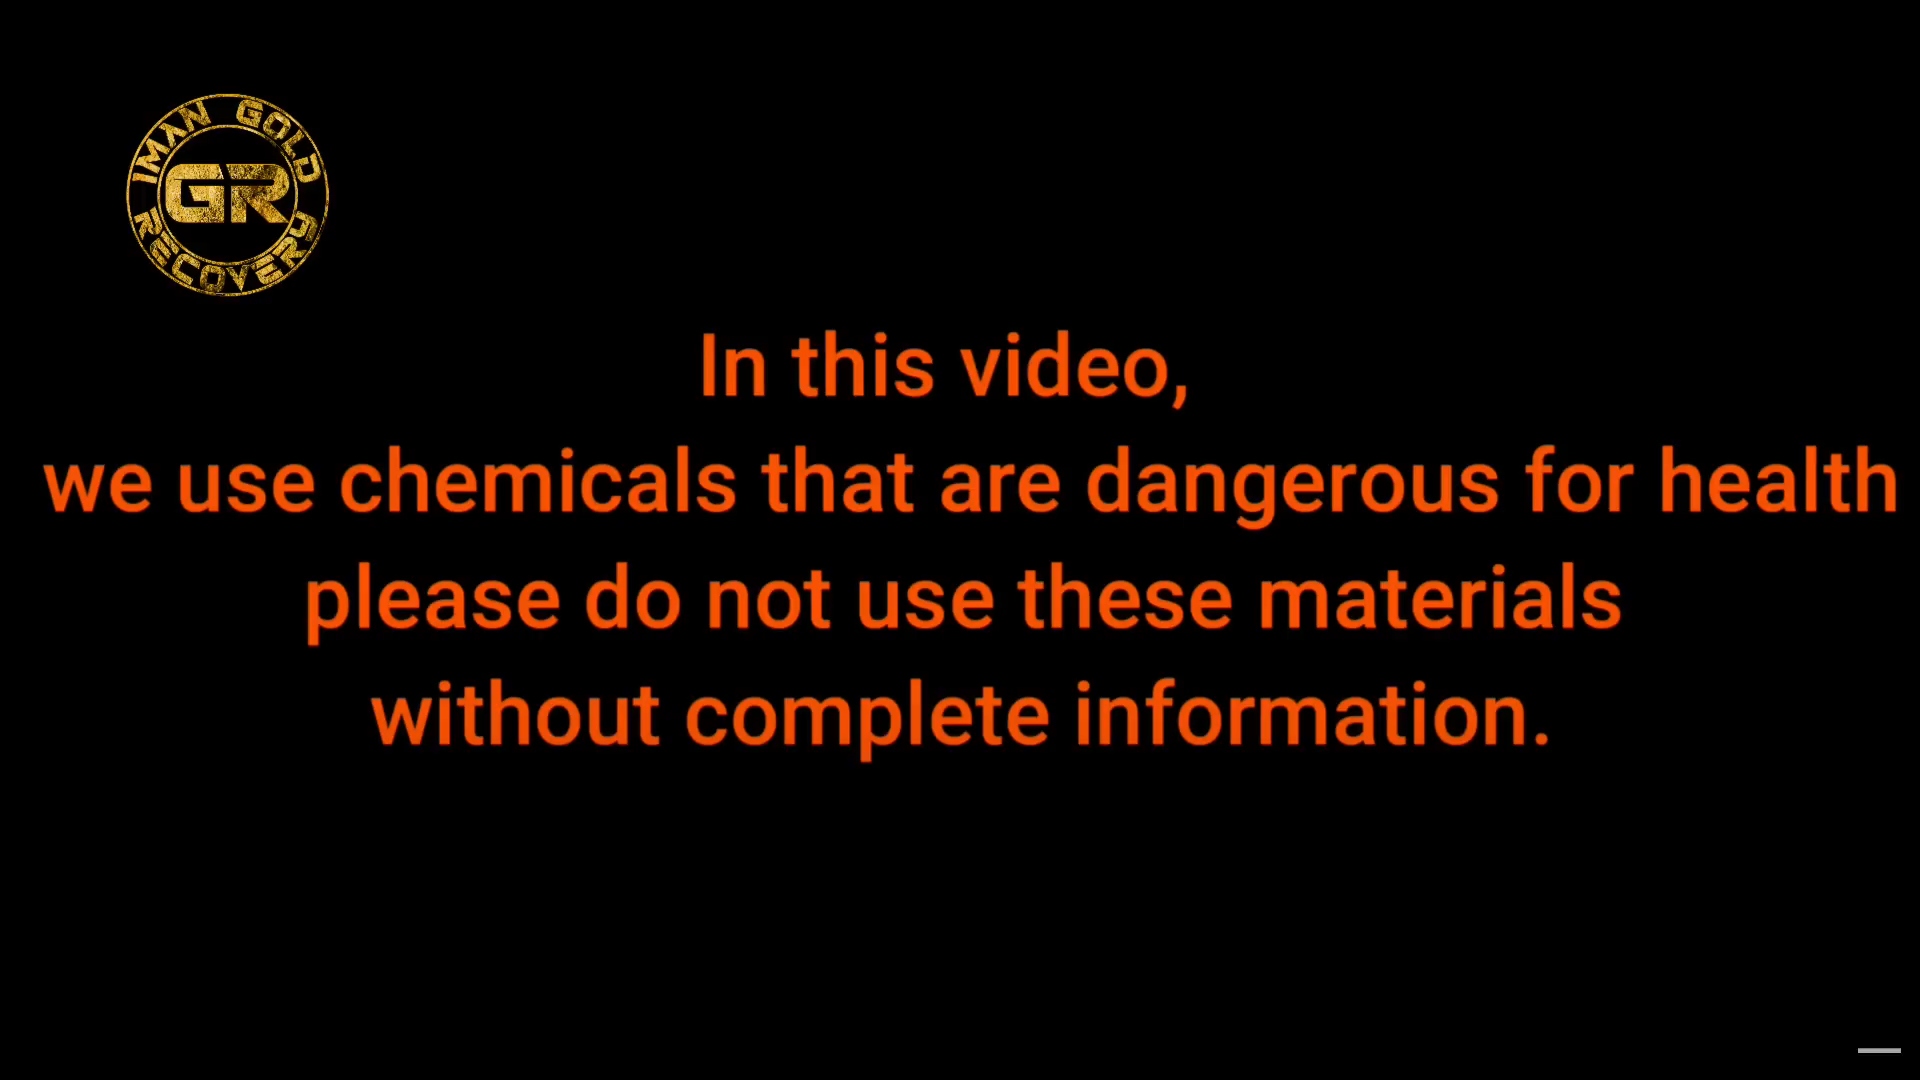 IMAN GOLD
GR
RECOVERY
In this video,
we use chemicals that are dangerous for health
please do not use these materials
without complete information.